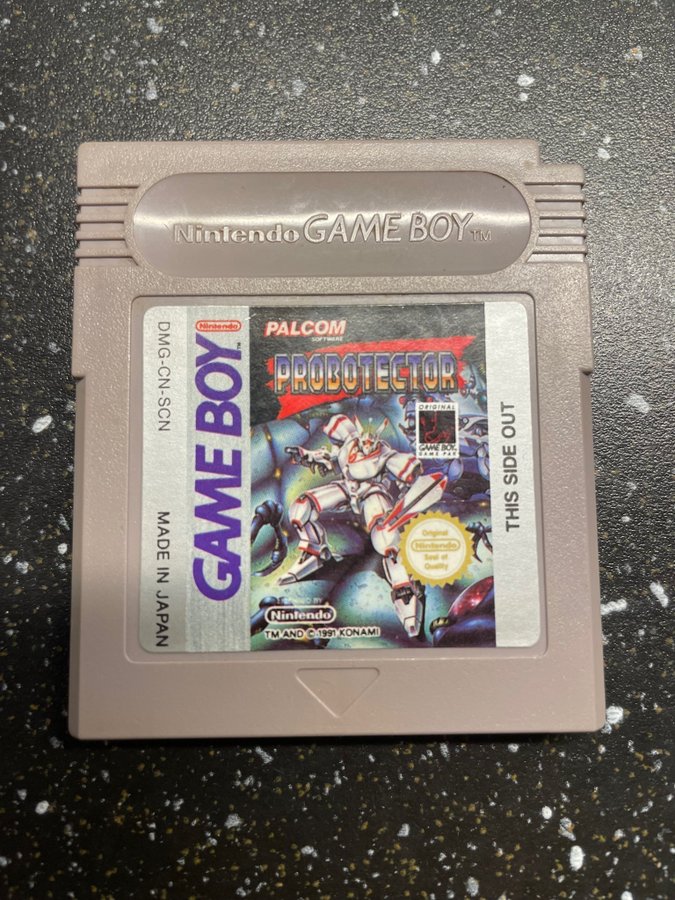 Nintendo GAME BOY TM
DMG-CN-SCN
MADE IN JAPAN
Nintendo
GAME BOY TM
PALCOM
SOFTWARE
PROBOTECTOR
ORIGINAL
GAME BOY
GAME PAK
THIS SIDE OUT
Original
Nintendo
Seal of
Quality
Nintendo
TM AND © 1991 KONAMI